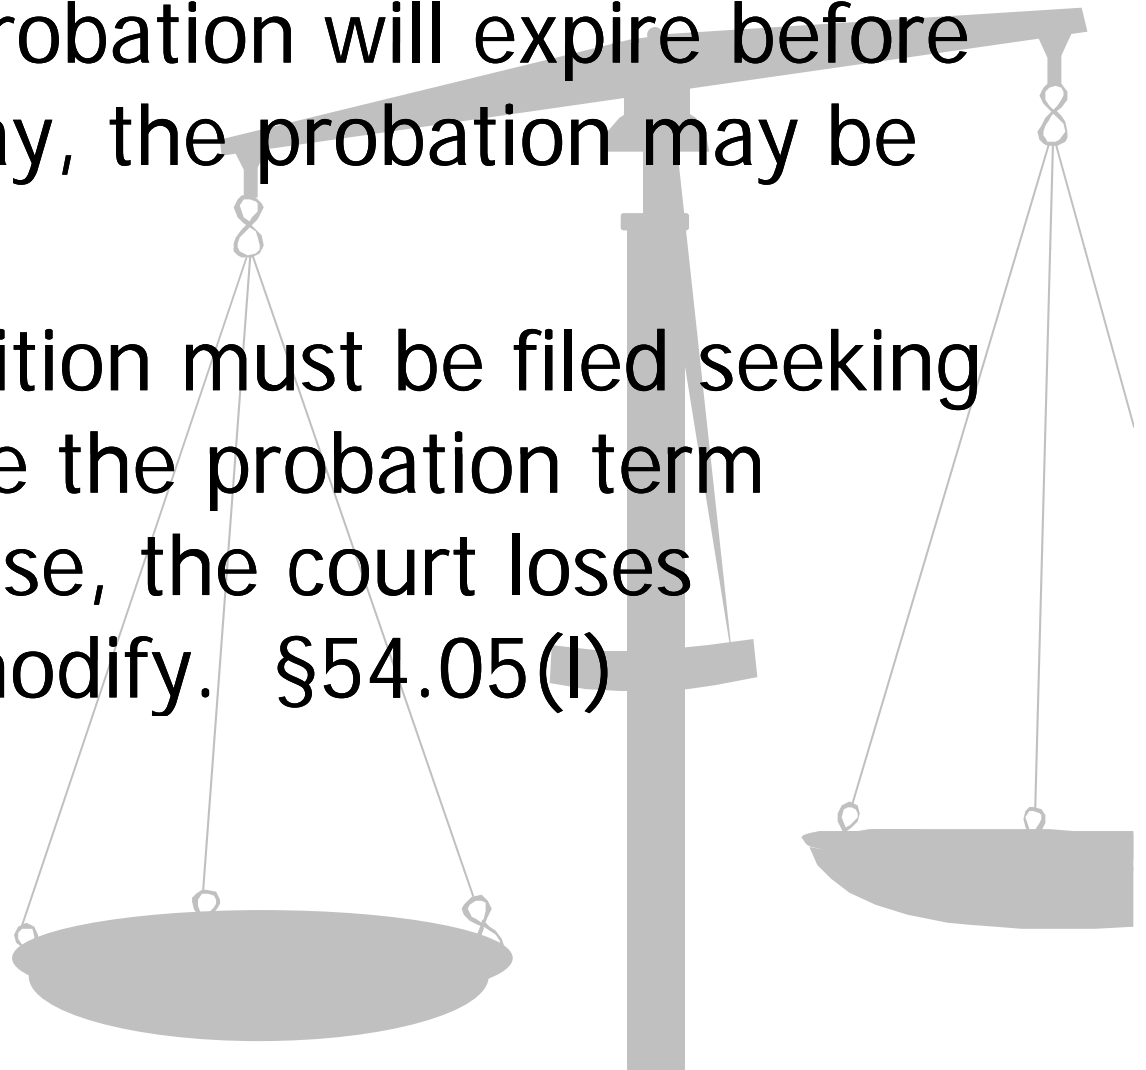 robation will expire before
ay, the probation may be
ition must be filed seeking
e the probation term
se, the court loses
nodify. §54.05(l)